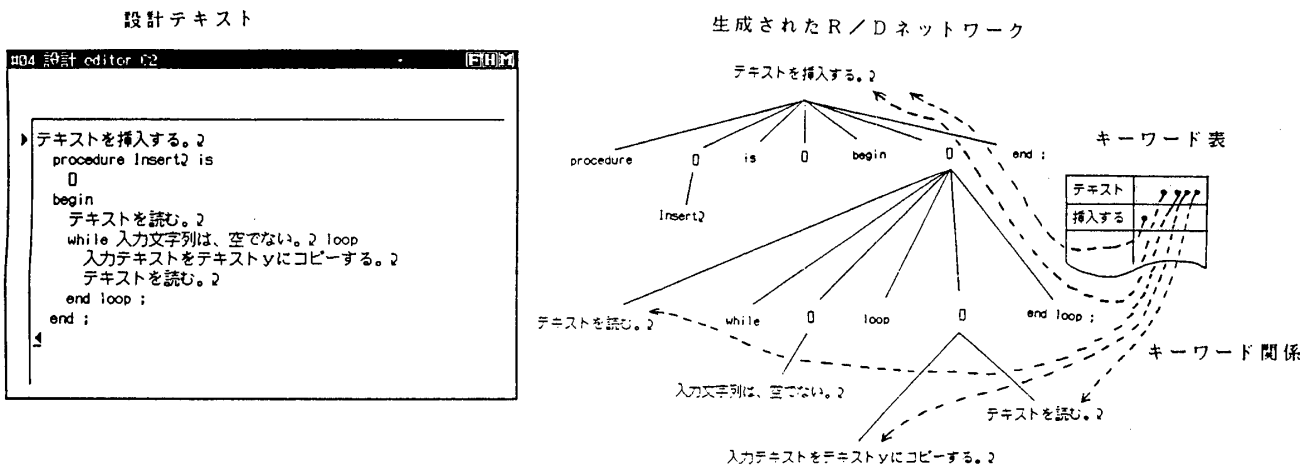 設計テキスト
#04 設計 editor C2
FHM
テキストを挿入する。2
procedure Insert2 is
▯
begin
テキストを読む。2
while 入力文字列は、空でない。2 loop
入力テキストをテキストyにコピーする。2
テキストを読む。2
end loop ;
end ;
生成されたR/Dネットワーク
テキストを挿入する。2
procedure ▯ is ▯ begin ▯ end ;
Insert2
テキストを読む。2 while ▯ loop ▯ end loop ;
入力文字列は、空でない。2
テキストを読む。2
入力テキストをテキストyにコピーする。2
キーワード表
テキスト
挿入する
キーワード関係